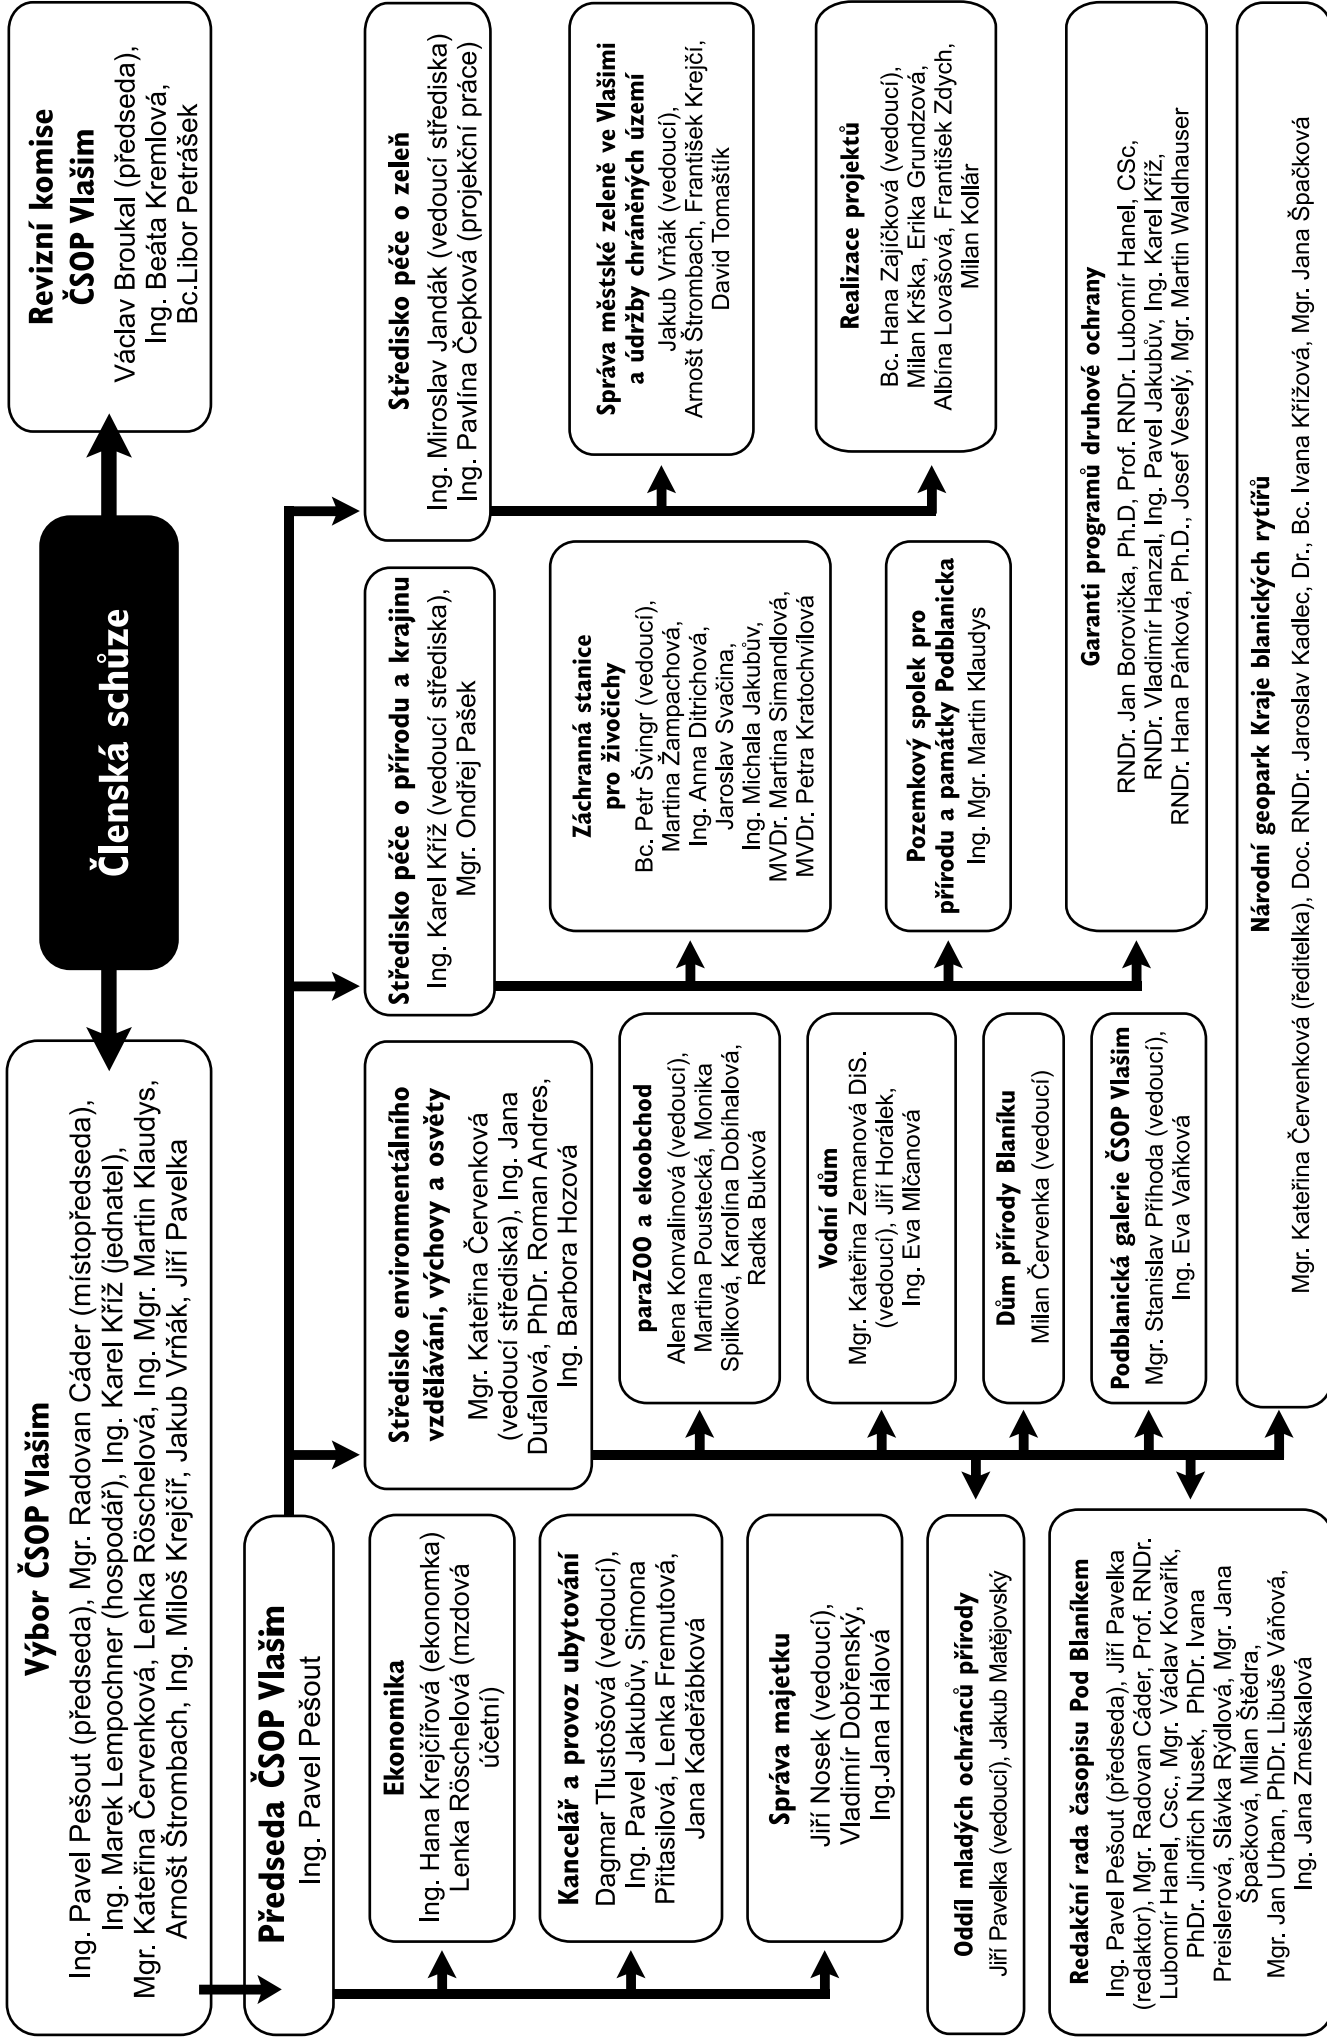 Členská schůze
Výbor ČSOP Vlašim
Ing. Pavel Pešout (předseda), Mgr. Radovan Cáder (místopředseda),
Ing. Marek Lempochner (hospodář), Ing. Karel Kříž (jednatel),
Mgr. Kateřina Červenková, Lenka Röschelová, Ing. Mgr. Martin Klaudys,
Arnošt Štrombach, Ing. Miloš Krejčíř, Jakub Vrňák, Jiří Pavelka
Revizní komise
ČSOP Vlašim
Václav Broukal (předseda),
Ing. Beáta Kremlová,
Bc.Libor Petrášek
Předseda ČSOP Vlašim
Ing. Pavel Pešout
Ekonomika
Ing. Hana Krejčířová (ekonomka)
Lenka Röschelová (mzdová
účetní)
Kancelář a provoz ubytování
Dagmar Tlustošová (vedoucí),
Ing. Pavel Jakubův, Simona
Přitasilová, Lenka Fremutová,
Jana Kadeřábková
Správa majetku
Jiří Nosek (vedoucí),
Vladimír Dobřenský,
Ing.Jana Hálová
Oddíl mladých ochránců přírody
Jiří Pavelka (vedoucí), Jakub Matějovský
Redakční rada časopisu Pod Blaníkem
Ing. Pavel Pešout (předseda), Jiří Pavelka
(redaktor), Mgr. Radovan Cáder, Prof. RNDr.
Lubomír Hanel, Csc., Mgr. Václav Kovařík,
PhDr. Jindřich Nusek, PhDr. Ivana
Preislerová, Slávka Rýdlová, Mgr. Jana
Špačková, Milan Štědra,
Mgr. Jan Urban, PhDr. Libuše Váňová,
Ing. Jana Zmeškalová
Středisko environmentálního
vzdělávání, výchovy a osvěty
Mgr. Kateřina Červenková
(vedoucí střediska), Ing. Jana
Dufalová, PhDr. Roman Andres,
Ing. Barbora Hozová
paraZOO a ekoobchod
Alena Konvalinová (vedoucí),
Martina Poustecká, Monika
Spilková, Karolína Dobíhalová,
Radka Buková
Vodní dům
Mgr. Kateřina Zemanová DiS.
(vedoucí), Jiří Horálek,
Ing. Eva Mlčanová
Dům přírody Blaníku
Milan Červenka (vedoucí)
Podblanická galerie ČSOP Vlašim
Mgr. Stanislav Příhoda (vedoucí),
Ing. Eva Vaňková
Národní geopark Kraje blanických rytířů
Mgr. Kateřina Červenková (ředitelka), Doc. RNDr. Jaroslav Kadlec, Dr., Bc. Ivana Křížová, Mgr. Jana Špačková
Středisko péče o přírodu a krajinu
Ing. Karel Kříž (vedoucí střediska),
Mgr. Ondřej Pašek
Záchranná stanice
pro živočichy
Bc. Petr Švingr (vedoucí),
Martina Žampachová,
Ing. Anna Ditrichová,
Jaroslav Svačina,
Ing. Michala Jakubův,
MVDr. Martina Simandlová,
MVDr. Petra Kratochvílová
Pozemkový spolek pro
přírodu a památky Podblanicka
Ing. Mgr. Martin Klaudys
Garanti programů druhové ochrany
RNDr. Jan Borovička, Ph.D, Prof. RNDr. Lubomír Hanel, CSc,
RNDr. Vladimír Hanzal, Ing. Pavel Jakubův, Ing. Karel Kříž,
RNDr. Hana Pánková, Ph.D., Josef Veselý, Mgr. Martin Waldhauser
Středisko péče o zeleň
Ing. Miroslav Jandák (vedoucí střediska)
Ing. Pavlína Čepková (projekční práce)
Správa městské zeleně ve Vlašimi
a údržby chráněných území
Jakub Vrňák (vedoucí),
Arnošt Štrombach, František Krejčí,
David Tomaštík
Realizace projektů
Bc. Hana Zajíčková (vedoucí),
Milan Krška, Erika Grundzová,
Albína Lovašová, František Zdych,
Milan Kollár